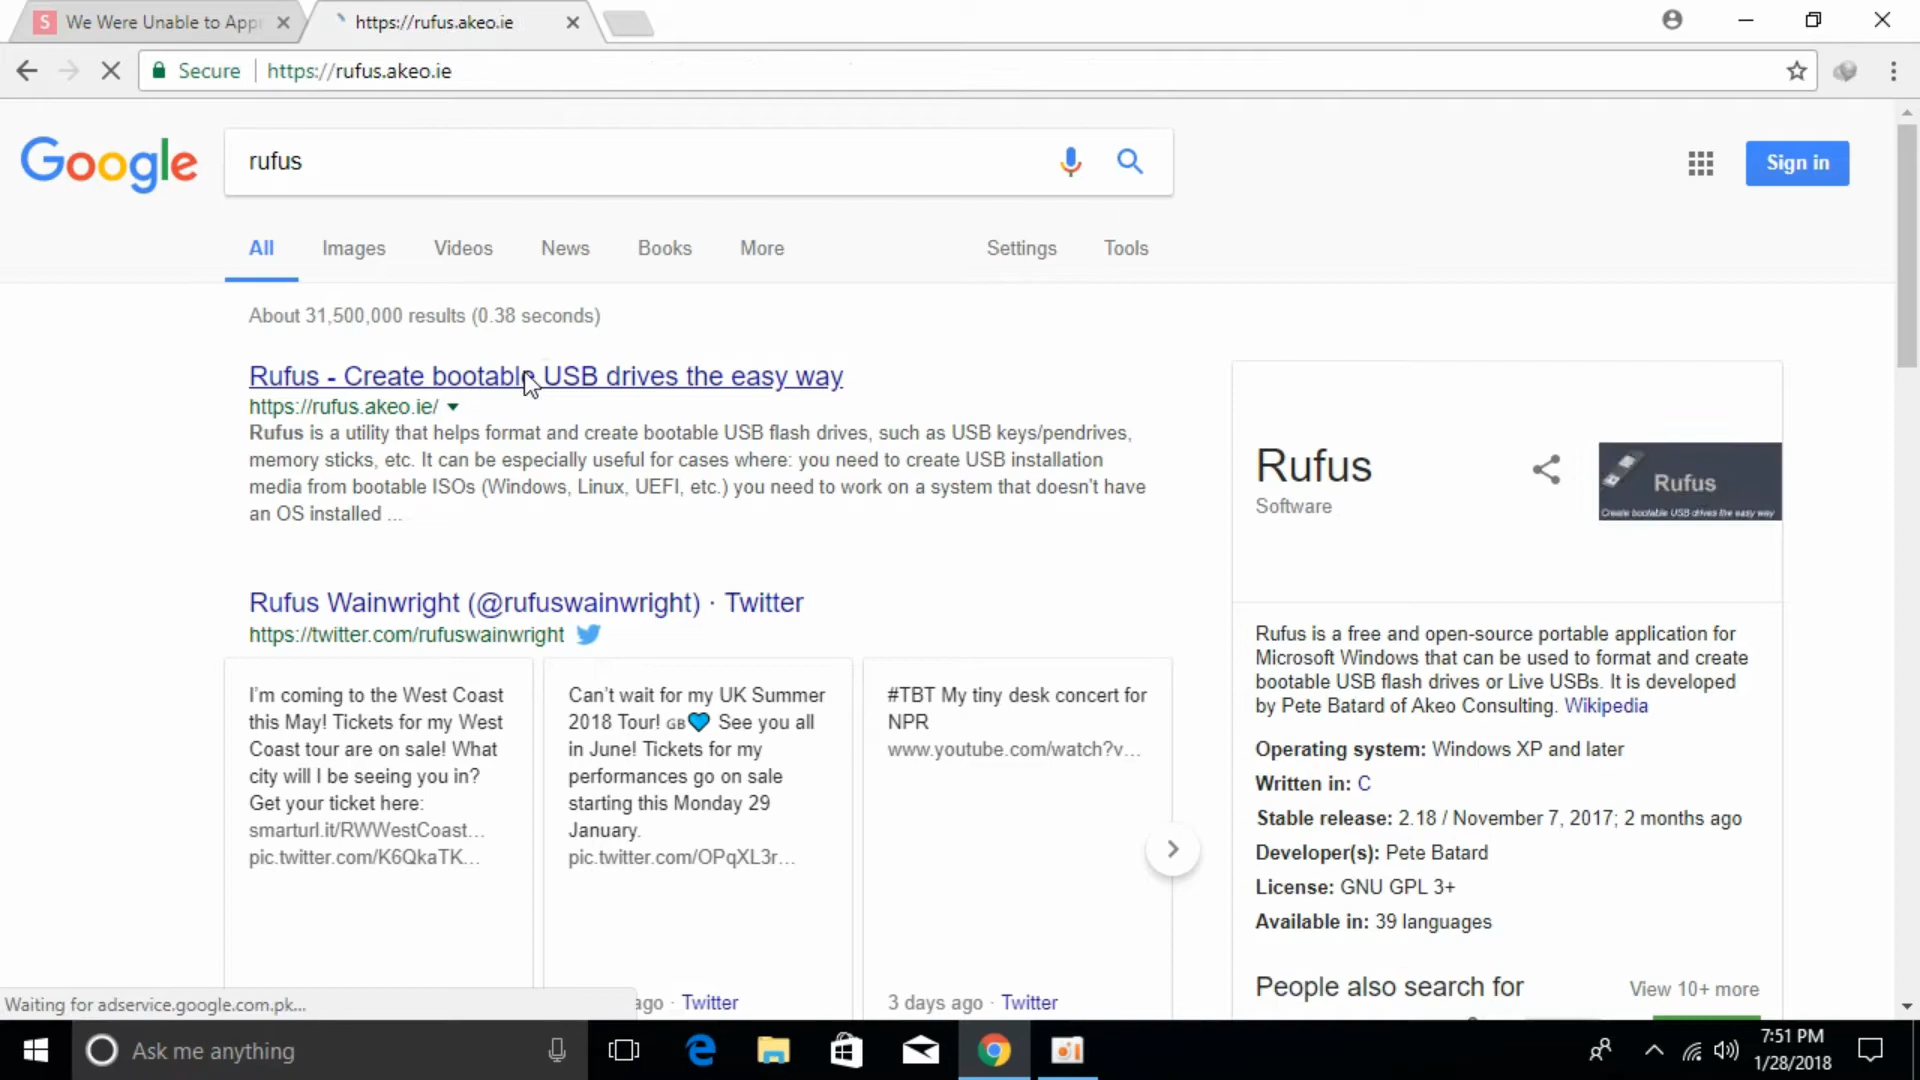 S We Were Unable to App
https://rufus.akeo.ie
Secure https://rufus.akeo.ie
Google
rufus
Sign in
All Images Videos News Books More Settings Tools
About 31,500,000 results (0.38 seconds)
Rufus - Create bootable USB drives the easy way
https://rufus.akeo.ie/
Rufus is a utility that helps format and create bootable USB flash drives, such as USB keys/pendrives,
memory sticks, etc. It can be especially useful for cases where: you need to create USB installation
media from bootable ISOs (Windows, Linux, UEFI, etc.) you need to work on a system that doesn't have
an OS installed ...
Rufus Wainwright (@rufuswainwright) · Twitter
https://twitter.com/rufuswainwright
I'm coming to the West Coast
this May! Tickets for my West
Coast tour are on sale! What
city will I be seeing you in?
Get your ticket here:
smarturl.it/RWWestCoast...
pic.twitter.com/K6QkaTK...
ago · Twitter
Can't wait for my UK Summer
2018 Tour! GB💙 See you all
in June! Tickets for my
performances go on sale
starting this Monday 29
January.
pic.twitter.com/OPqXL3r...
#TBT My tiny desk concert for
NPR
www.youtube.com/watch?v...
3 days ago · Twitter
Rufus
Software
Rufus
Create bootable USB drives the easy way
Rufus is a free and open-source portable application for
Microsoft Windows that can be used to format and create
bootable USB flash drives or Live USBs. It is developed
by Pete Batard of Akeo Consulting. Wikipedia
Operating system: Windows XP and later
Written in: C
Stable release: 2.18 / November 7, 2017; 2 months ago
Developer(s): Pete Batard
License: GNU GPL 3+
Available in: 39 languages
People also search for View 10+ more
Waiting for adservice.google.com.pk...
Ask me anything
7:51 PM
1/28/2018